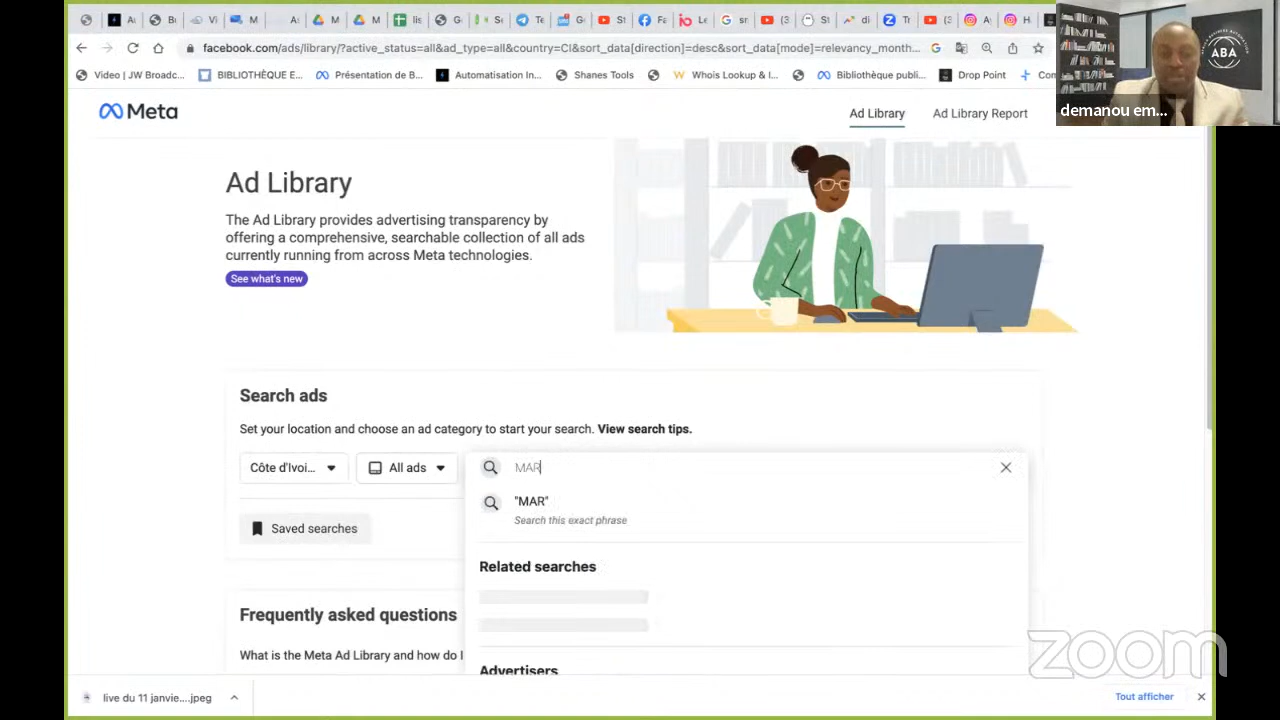 facebook.com/ads/library/?active_status=all&ad_type=all&country=CI&sort_data[direction]=desc&sort_data[mode]=relevancy_month...
Video | JW Broadc... BIBLIOTHÈQUE E... Présentation de B... Automatisation In... Shanes Tools Whois Lookup & I... Bibliothèque publi... Drop Point
ABA
demanou em...
Meta
Ad Library Ad Library Report
Ad Library
The Ad Library provides advertising transparency by
offering a comprehensive, searchable collection of all ads
currently running from across Meta technologies.
See what's new
Search ads
Set your location and choose an ad category to start your search. View search tips.
Côte d'Ivoi... All ads MAR
"MAR"
Search this exact phrase
Saved searches
Related searches
Frequently asked questions
What is the Meta Ad Library and how do I
Advertisers
zoom
live du 11 janvie....jpeg Tout afficher